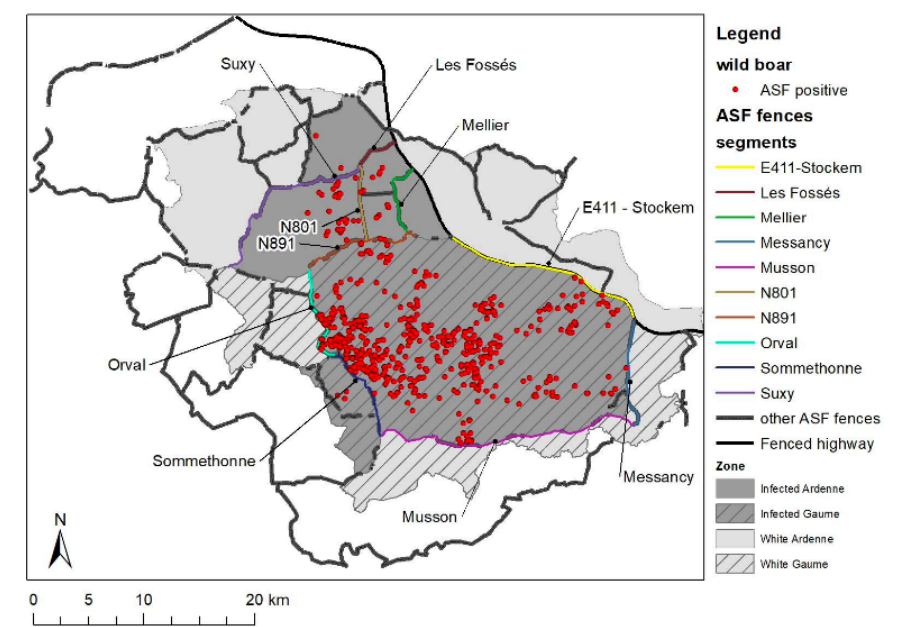 Suxy
Les Fossés
Mellier
E411 - Stockem
N801
N891
Orval
Sommethonne
Musson
Messancy
N
0 5 10 20 km
Legend
wild boar
ASF positive
ASF fences
segments
E411-Stockem
Les Fossés
Mellier
Messancy
Musson
N801
N891
Orval
Sommethonne
Suxy
other ASF fences
Fenced highway
Zone
Infected Ardenne
Infected Gaume
White Ardenne
White Gaume